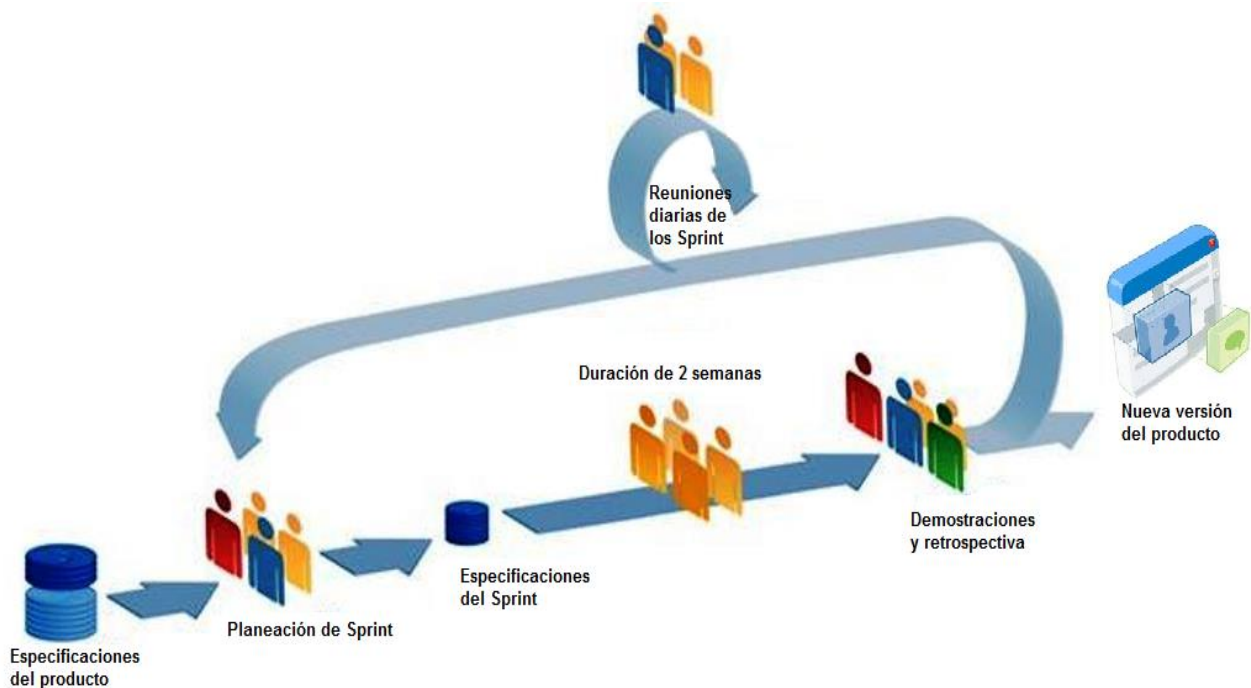 Reuniones
diarias de
los Sprint
Duración de 2 semanas
Nueva versión
del producto
Demostraciones
y retrospectiva
Especificaciones
del Sprint
Planeación de Sprint
Especificaciones
del producto